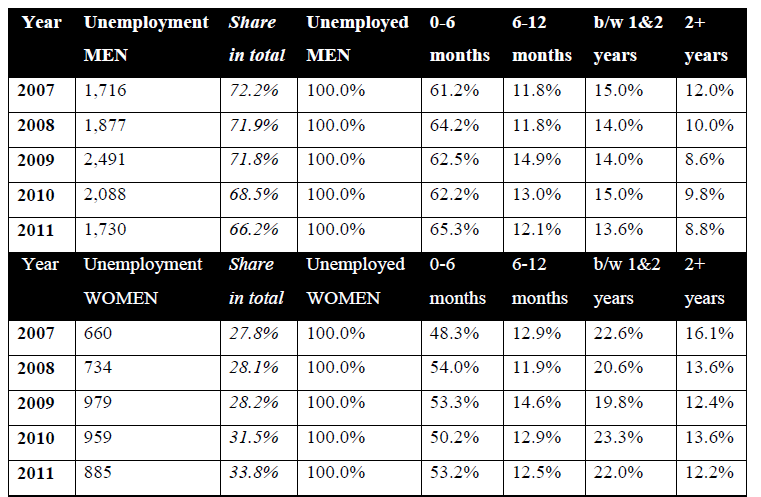 Year Unemployment MEN Share in total Unemployed MEN 0-6 months 6-12 months b/w 1&2 years 2+ years
2007 1,716 72.2% 100.0% 61.2% 11.8% 15.0% 12.0%
2008 1,877 71.9% 100.0% 64.2% 11.8% 14.0% 10.0%
2009 2,491 71.8% 100.0% 62.5% 14.9% 14.0% 8.6%
2010 2,088 68.5% 100.0% 62.2% 13.0% 15.0% 9.8%
2011 1,730 66.2% 100.0% 65.3% 12.1% 13.6% 8.8%
Year Unemployment WOMEN Share in total Unemployed WOMEN 0-6 months 6-12 months b/w 1&2 years 2+ years
2007 660 27.8% 100.0% 48.3% 12.9% 22.6% 16.1%
2008 734 28.1% 100.0% 54.0% 11.9% 20.6% 13.6%
2009 979 28.2% 100.0% 53.3% 14.6% 19.8% 12.4%
2010 959 31.5% 100.0% 50.2% 12.9% 23.3% 13.6%
2011 885 33.8% 100.0% 53.2% 12.5% 22.0% 12.2%